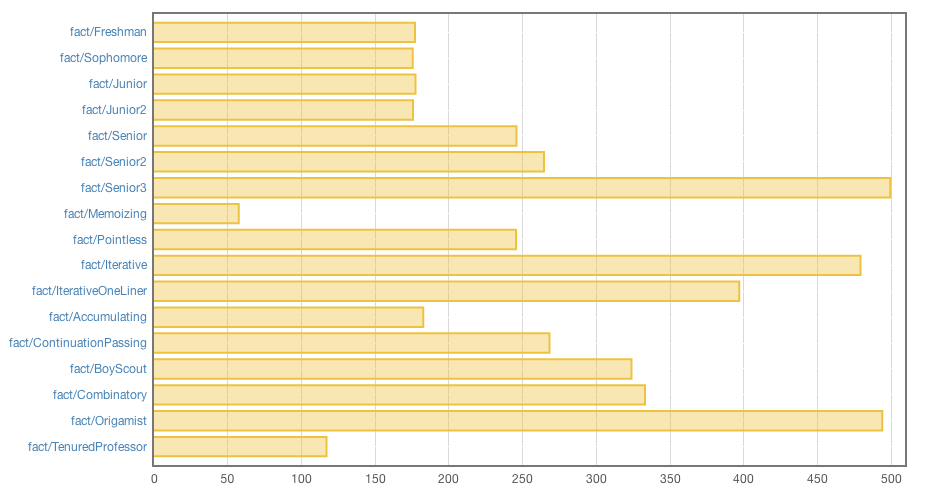 fact/Freshman
fact/Sophomore
fact/Junior
fact/Junior2
fact/Senior
fact/Senior2
fact/Senior3
fact/Memoizing
fact/Pointless
fact/Iterative
fact/IterativeOneLiner
fact/Accumulating
fact/ContinuationPassing
fact/BoyScout
fact/Combinatory
fact/Origamist
fact/TenuredProfessor
0 50 100 150 200 250 300 350 400 450 500